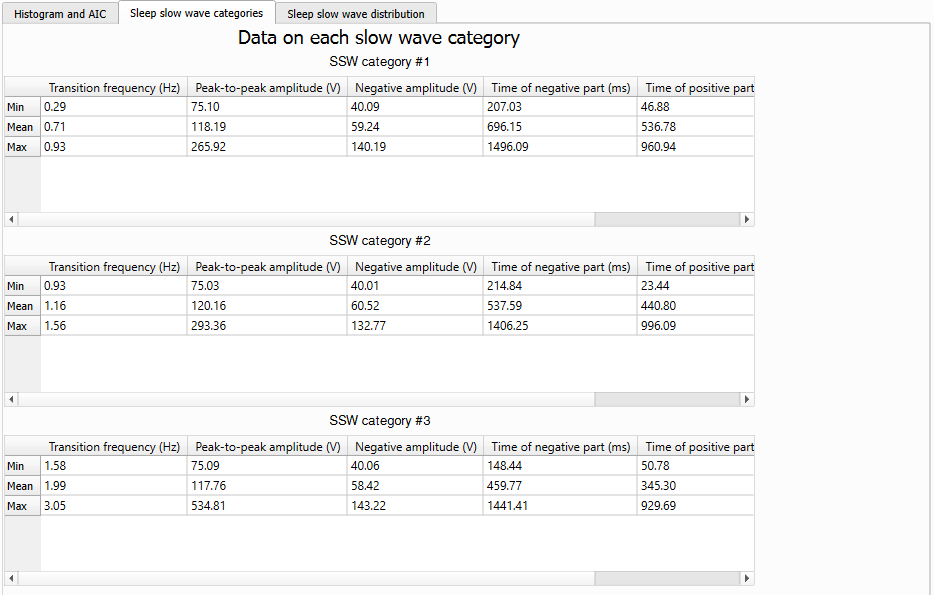 Histogram and AIC Sleep slow wave categories Sleep slow wave distribution
Data on each slow wave category
SSW category #1
Transition frequency (Hz) Peak-to-peak amplitude (V) Negative amplitude (V) Time of negative part (ms) Time of positive part
Min 0.29 75.10 40.09 207.03 46.88
Mean 0.71 118.19 59.24 696.15 536.78
Max 0.93 265.92 140.19 1496.09 960.94
SSW category #2
Transition frequency (Hz) Peak-to-peak amplitude (V) Negative amplitude (V) Time of negative part (ms) Time of positive part
Min 0.93 75.03 40.01 214.84 23.44
Mean 1.16 120.16 60.52 537.59 440.80
Max 1.56 293.36 132.77 1406.25 996.09
SSW category #3
Transition frequency (Hz) Peak-to-peak amplitude (V) Negative amplitude (V) Time of negative part (ms) Time of positive part
Min 1.58 75.09 40.06 148.44 50.78
Mean 1.99 117.76 58.42 459.77 345.30
Max 3.05 534.81 143.22 1441.41 929.69